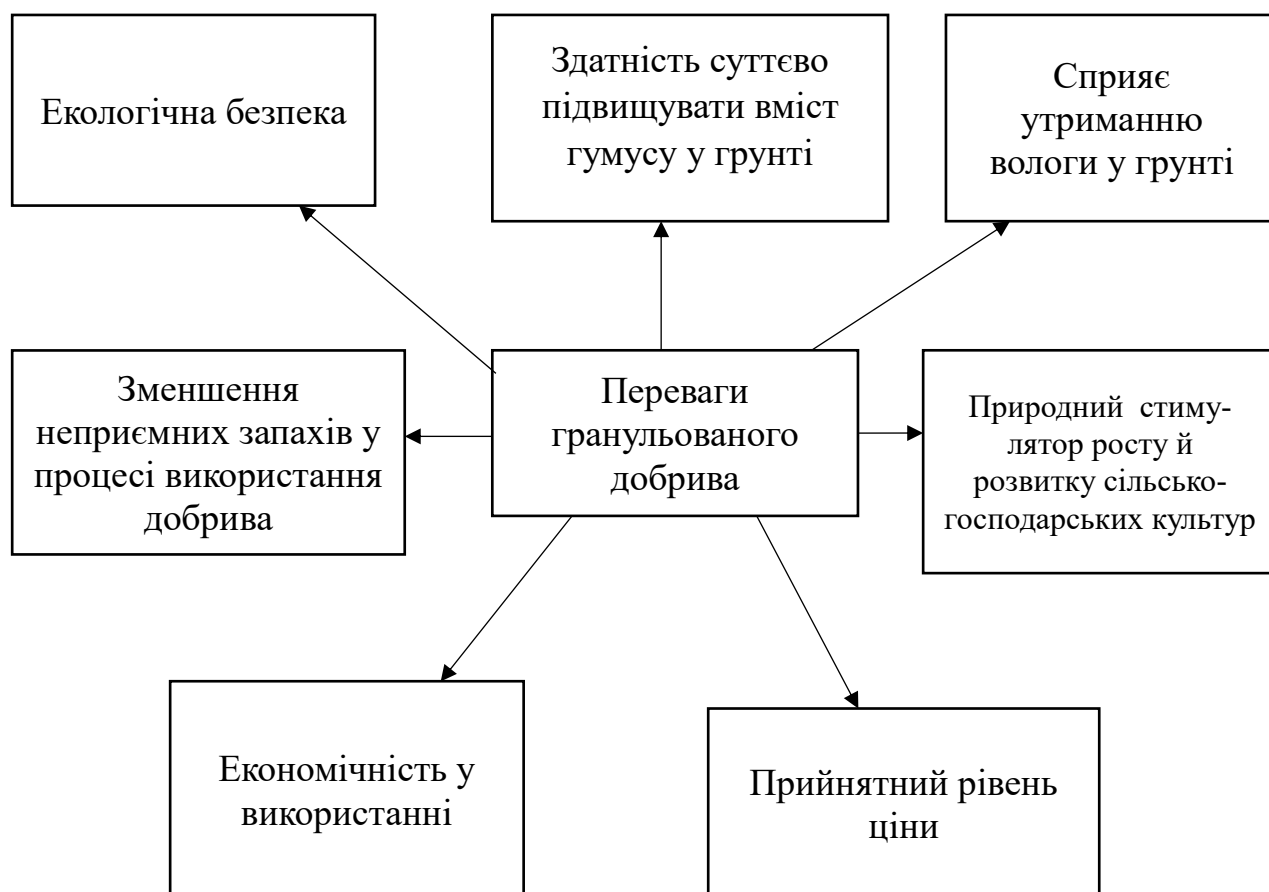 Екологічна безпека
Здатність суттєво
підвищувати вміст
гумусу у грунті
Сприяє
утриманню
вологи у грунті
Зменшення
неприємних запахів у
процесі використання
добрива
Переваги
гранульованого
добрива
Природний стиму-
лятор росту й
розвитку сільсько-
господарських культур
Економічність у
використанні
Прийнятний рівень
ціни